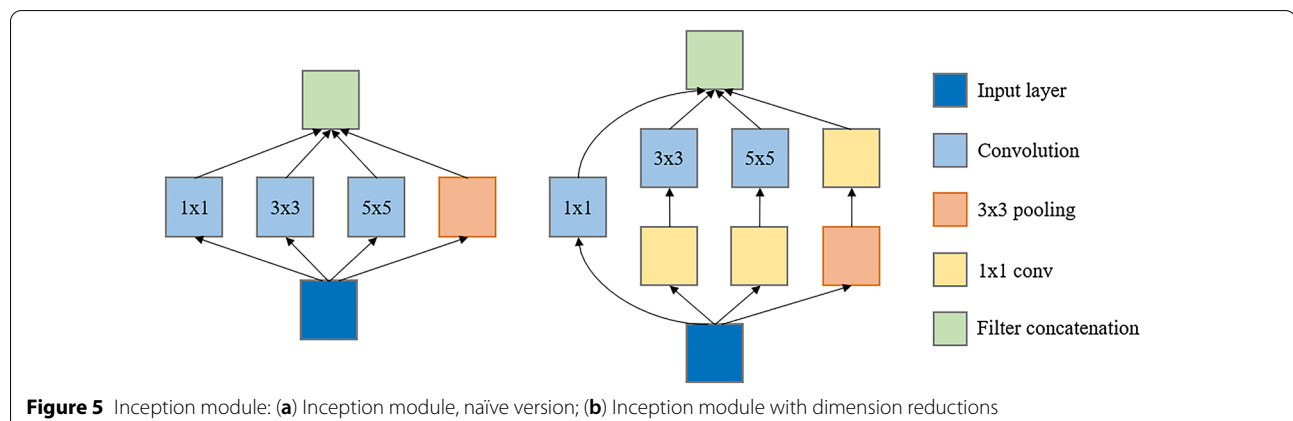 3x3
5x5
1x1
3x3
5x5
1x1
Input layer
Convolution
3x3 pooling
1x1 conv
Filter concatenation
Figure 5 Inception module: (a) Inception module, naïve version; (b) Inception module with dimension reductions